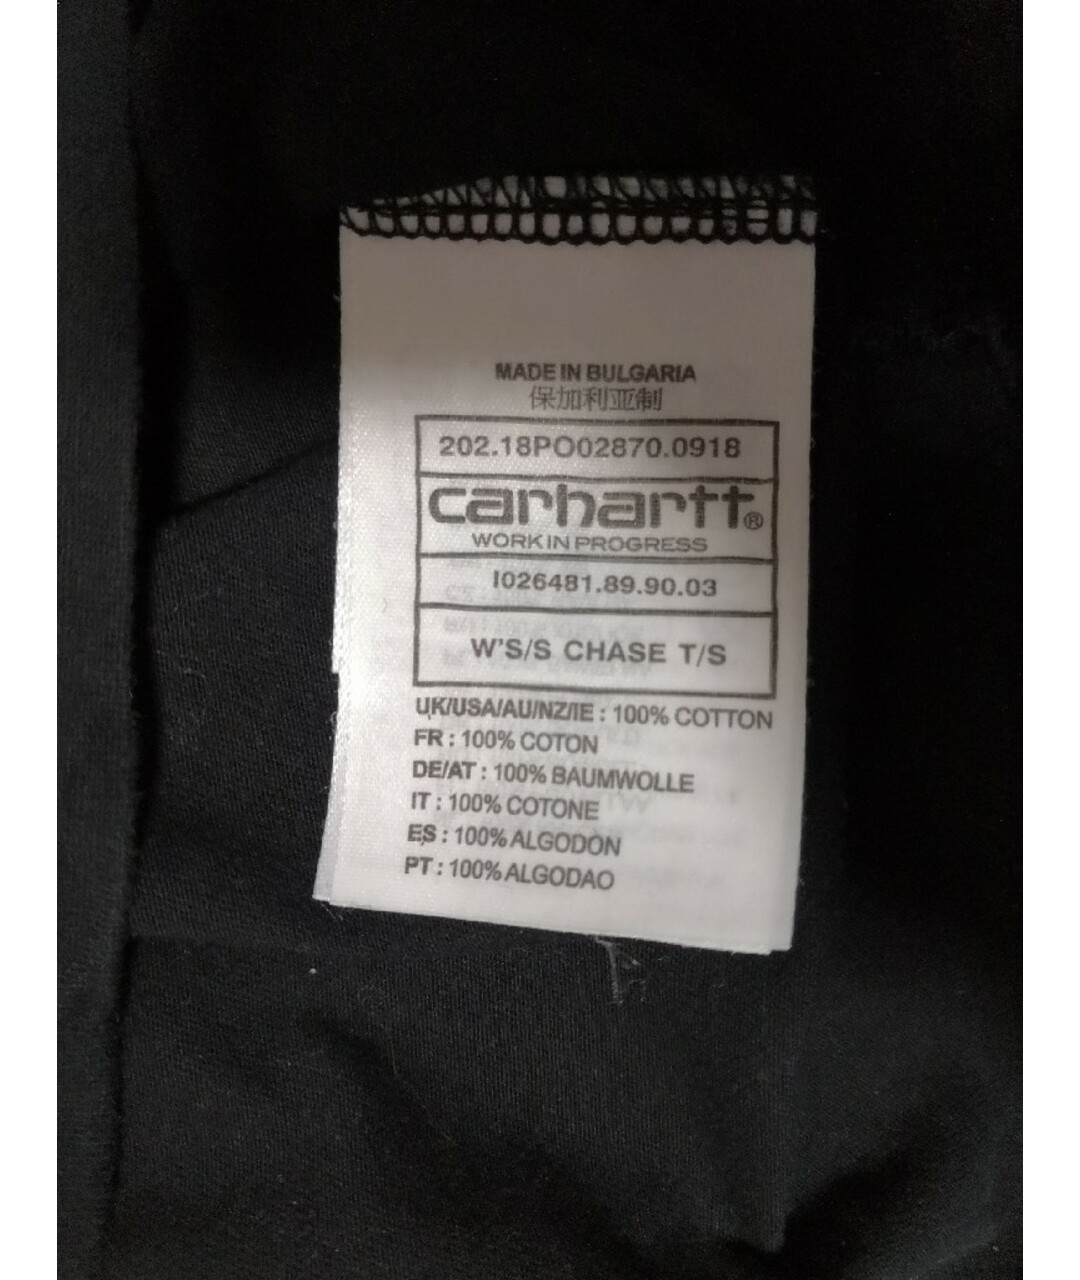 MADE IN BULGARIA
保加利亚制
202.18PO02870.0918
carhartt®
WORK IN PROGRESS
I026481.89.90.03
W'S/S CHASE T/S
UK/USA/AU/NZ/IE : 100% COTTON
FR : 100% COTON
DE/AT : 100% BAUMWOLLE
IT : 100% COTONE
ES : 100% ALGODON
PT : 100% ALGODAO